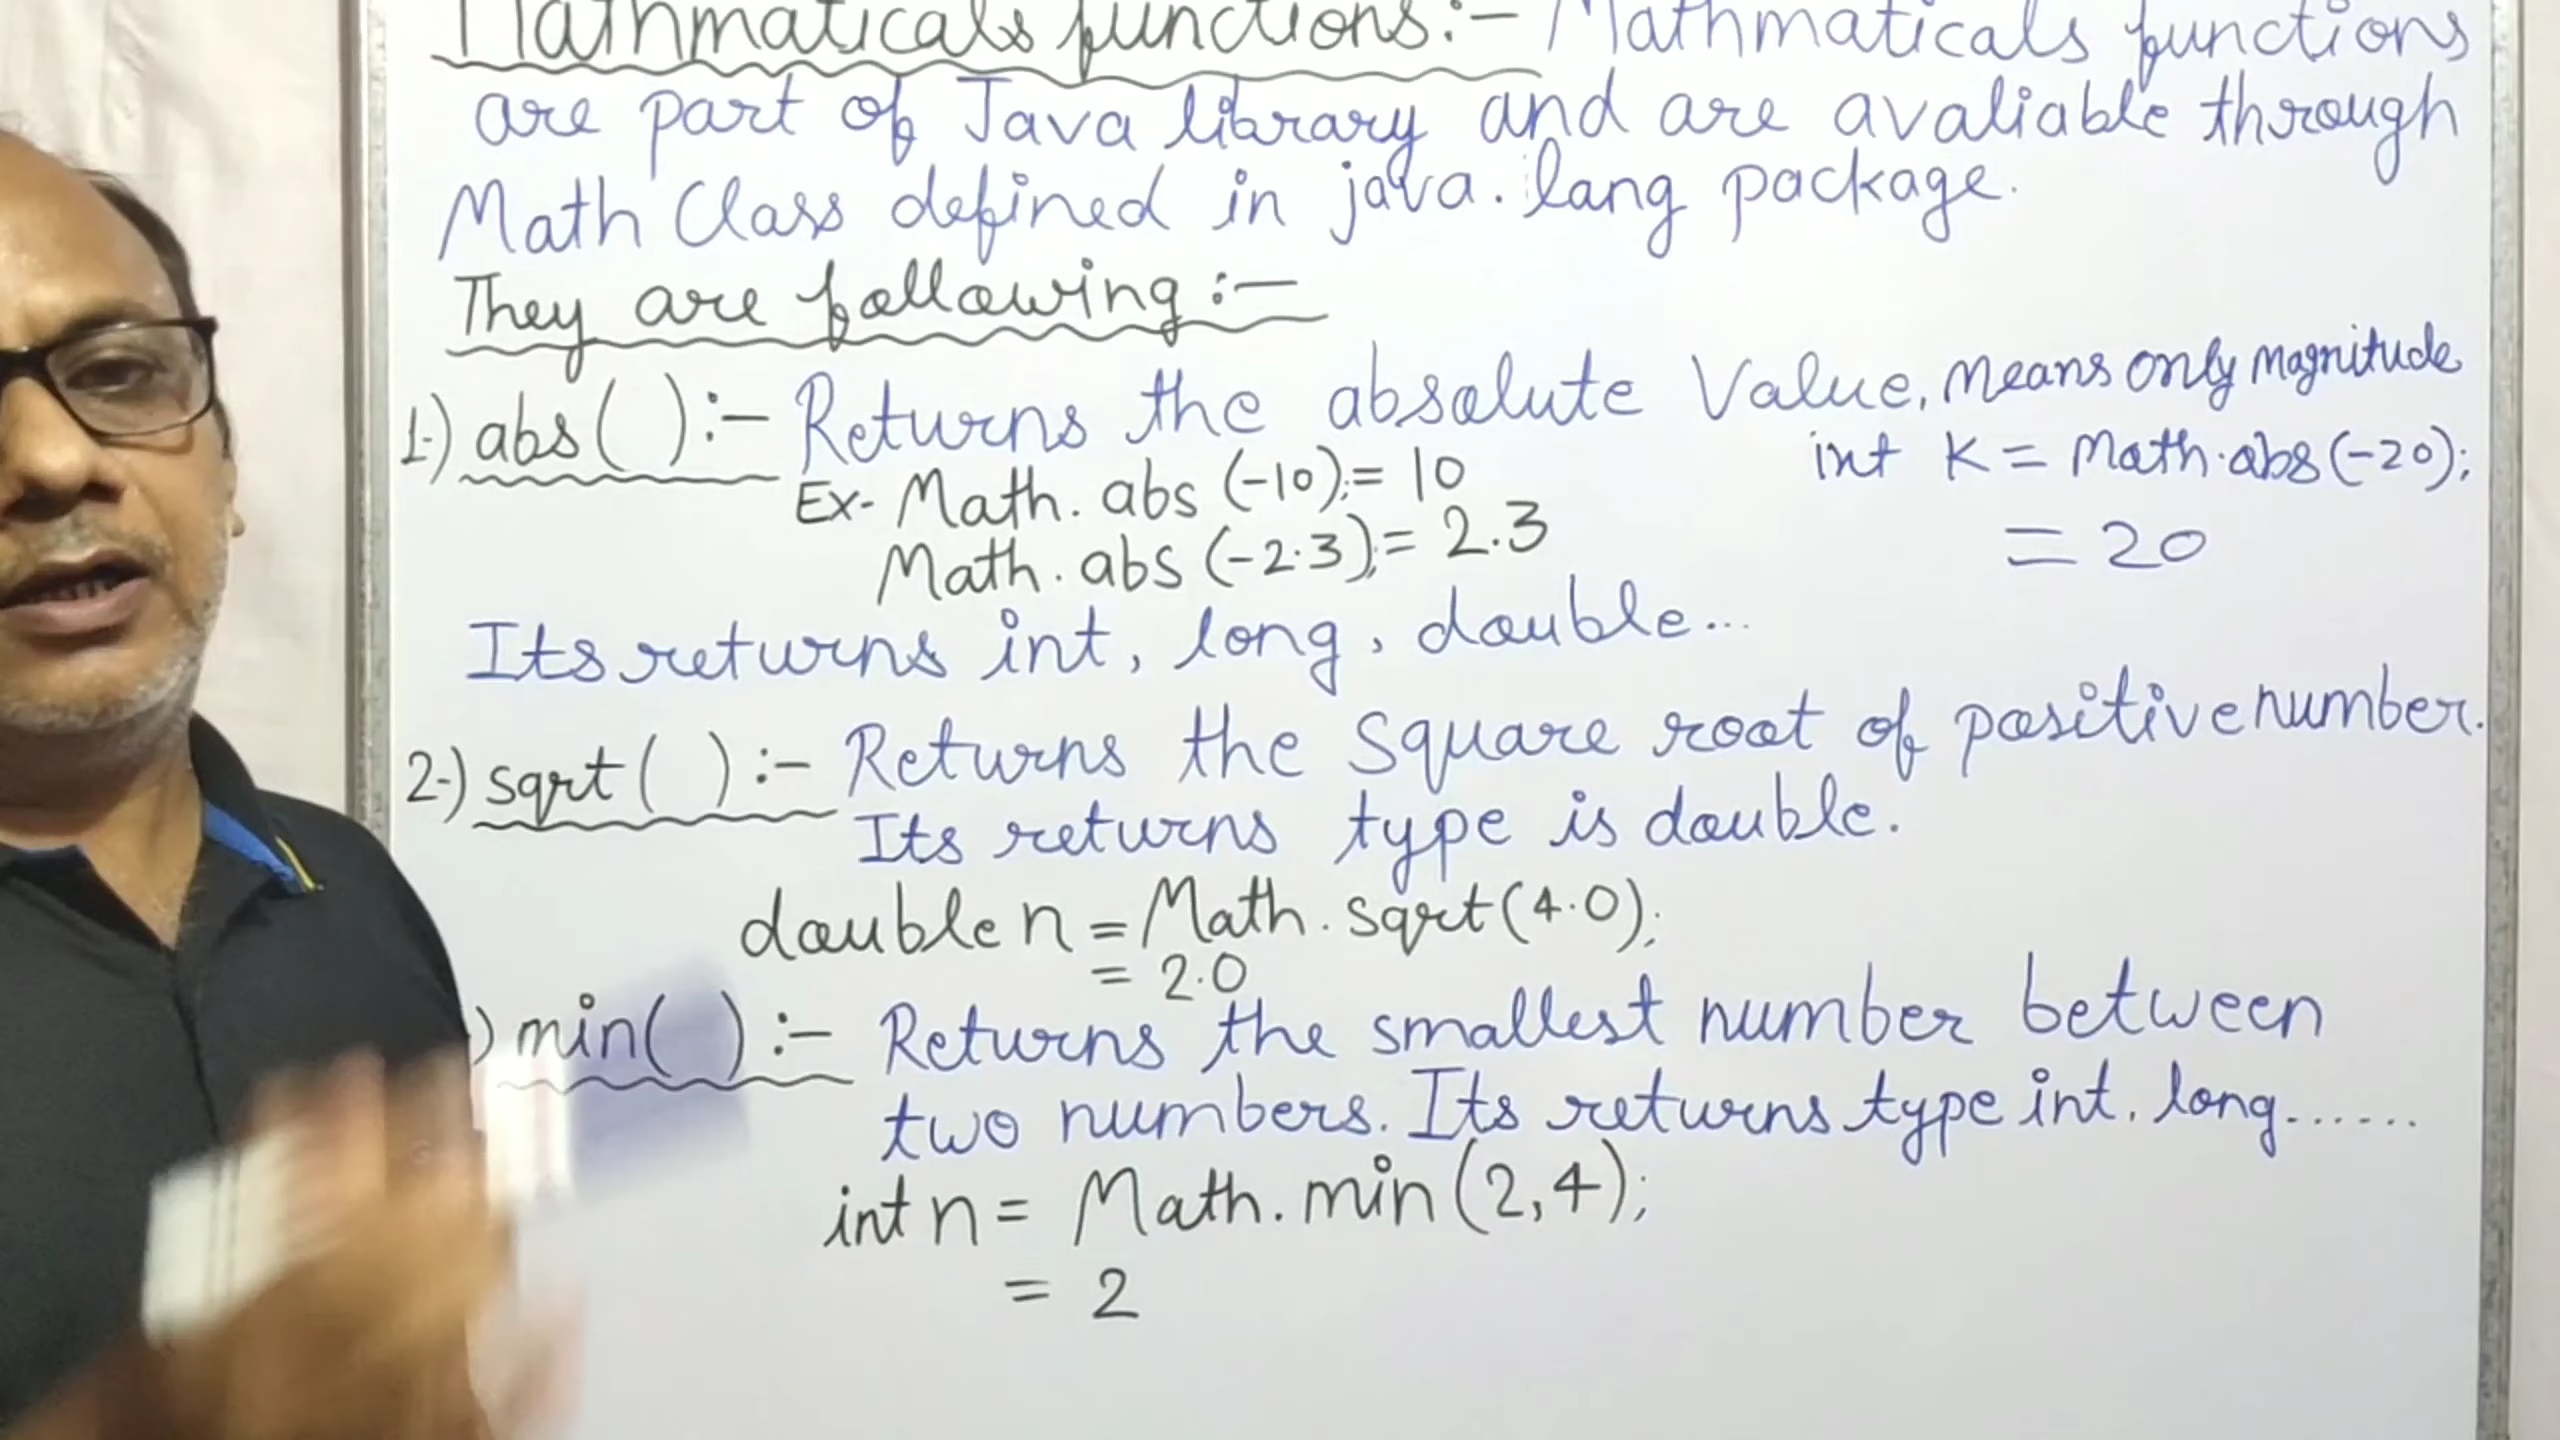 Mathmaticals functions:- Mathmaticals functions
are part of Java library and are avaliable through
Math Class defined in java.lang package.
They are following:-
1-) abs( ):- Returns the absolute Value, means only magnitude
Ex- Math.abs(-10);= 10
int K = Math.abs(-20);
Math.abs(-2.3);= 2.3
= 20
Its returns int, long, double...
2-) sqrt( ):- Returns the Square root of positive number.
Its returns type is double.
double n = Math.sqrt(4.0);
= 2.0
) min( ):- Returns the smallest number between
two numbers. Its returns type int, long......
int n = Math.min(2,4);
= 2